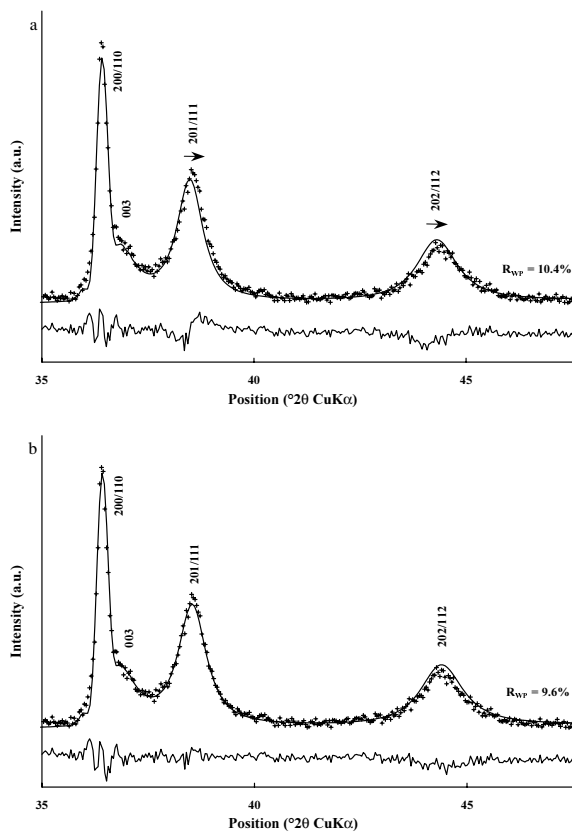 a
Intensity (a.u.)
200/110
003
201/111
202/112
R_WP = 10.4%
35
40
45
Position (°2θ CuKα)
b
Intensity (a.u.)
200/110
003
201/111
202/112
R_WP = 9.6%
35
40
45
Position (°2θ CuKα)